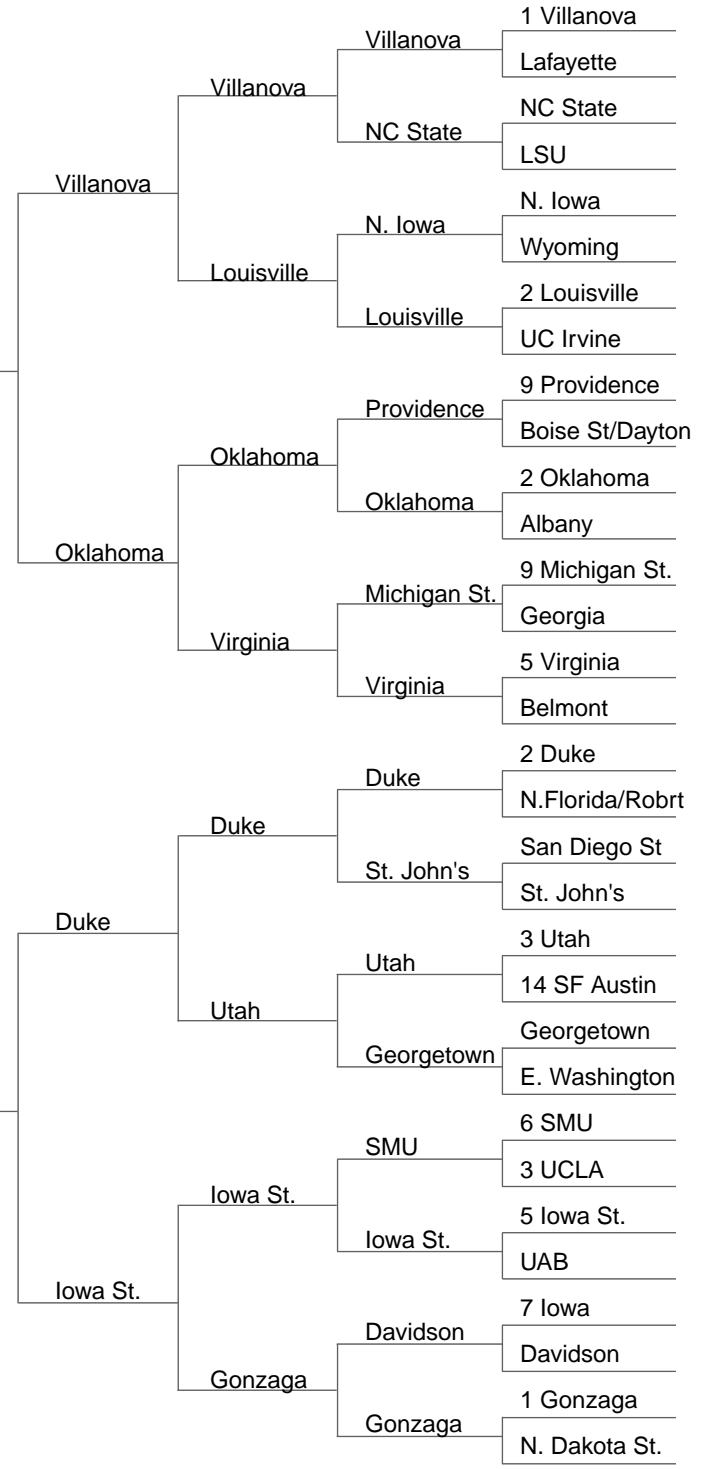 1 Villanova
Villanova
Lafayette
Villanova
NC State
NC State
LSU
Villanova
N. Iowa
N. Iowa
Wyoming
Louisville
2 Louisville
Louisville
UC Irvine
9 Providence
Providence
Boise St/Dayton
Oklahoma
2 Oklahoma
Oklahoma
Albany
Oklahoma
9 Michigan St.
Michigan St.
Georgia
Virginia
5 Virginia
Virginia
Belmont
2 Duke
Duke
N.Florida/Robrt
Duke
San Diego St
St. John's
St. John's
Duke
3 Utah
Utah
14 SF Austin
Utah
Georgetown
Georgetown
E. Washington
6 SMU
SMU
3 UCLA
Iowa St.
5 Iowa St.
Iowa St.
UAB
Iowa St.
7 Iowa
Davidson
Davidson
Gonzaga
1 Gonzaga
Gonzaga
N. Dakota St.